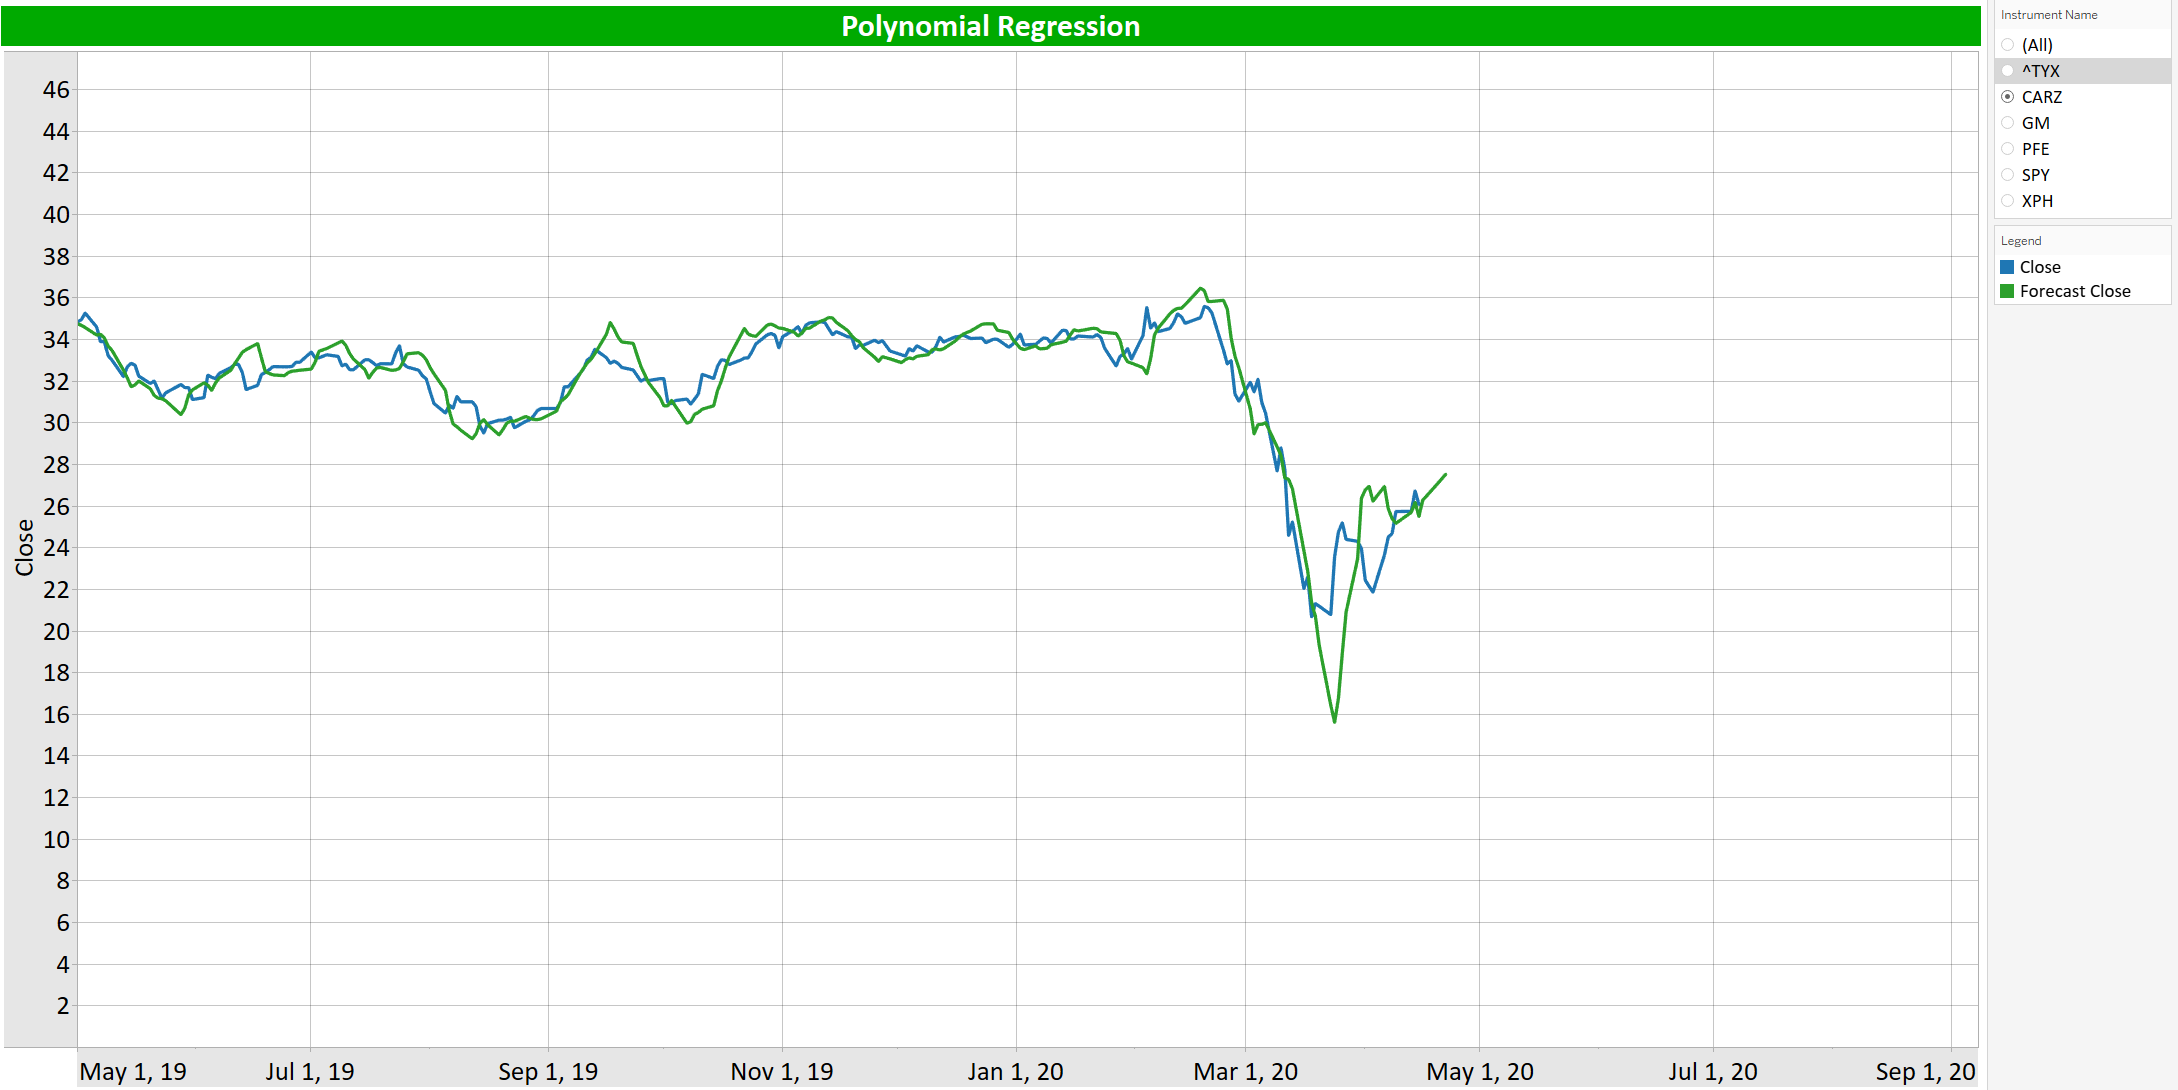 Polynomial Regression
46
44
42
40
38
36
34
32
30
28
26
24
22
20
18
16
14
12
10
8
6
4
2
Close
May 1, 19
Jul 1, 19
Sep 1, 19
Nov 1, 19
Jan 1, 20
Mar 1, 20
May 1, 20
Jul 1, 20
Sep 1, 20
Instrument Name
(All)
^TYX
CARZ
GM
PFE
SPY
XPH
Legend
Close
Forecast Close